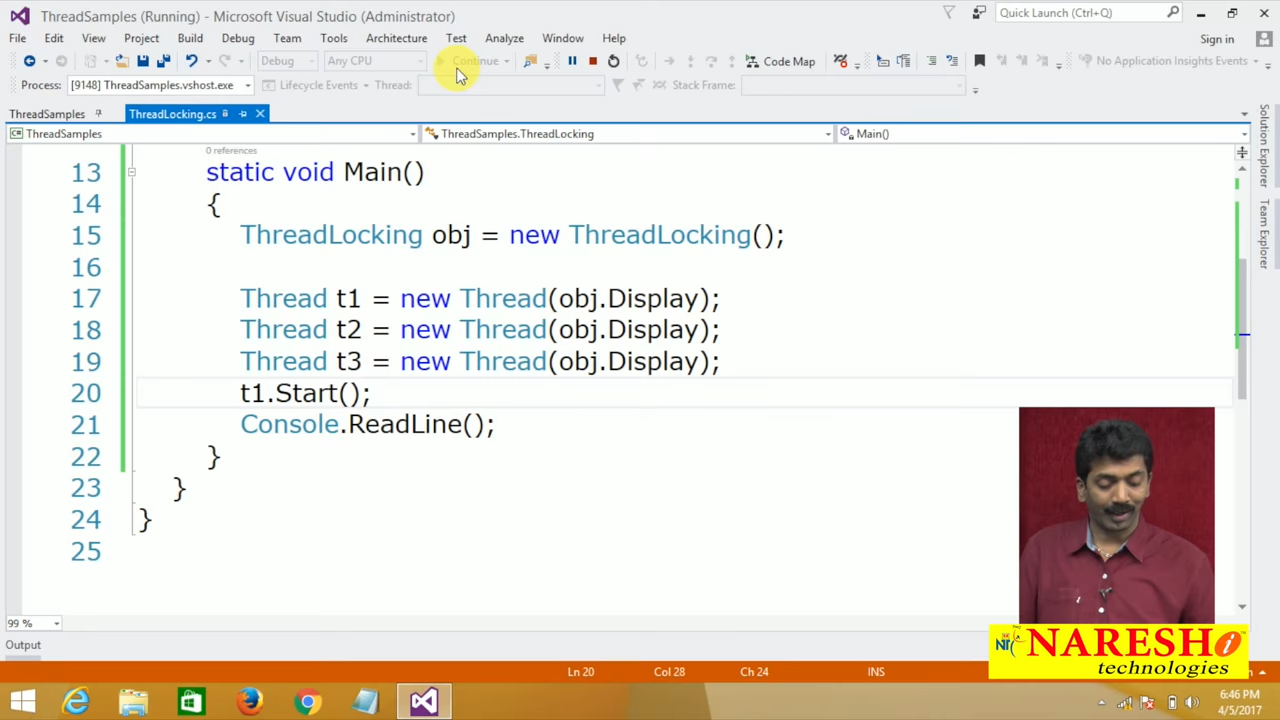 ThreadSamples (Running) - Microsoft Visual Studio (Administrator)
Quick Launch (Ctrl+Q)
File Edit View Project Build Debug Team Tools Architecture Test Analyze Window Help
Sign in
Debug Any CPU Continue Code Map No Application Insights Events
Process: [9148] ThreadSamples.vshost.exe Lifecycle Events Thread: Stack Frame:
ThreadSamples ThreadLocking.cs
ThreadSamples ThreadSamples.ThreadLocking Main()
0 references
13 static void Main()
14 {
15 ThreadLocking obj = new ThreadLocking();
16
17 Thread t1 = new Thread(obj.Display);
18 Thread t2 = new Thread(obj.Display);
19 Thread t3 = new Thread(obj.Display);
20 t1.Start();
21 Console.ReadLine();
22 }
23 }
24 }
25
Solution Explorer
Team Explorer
99 %
Output
Ln 20 Col 28 Ch 24 INS
NARESH i
technologies
6:46 PM
4/5/2017